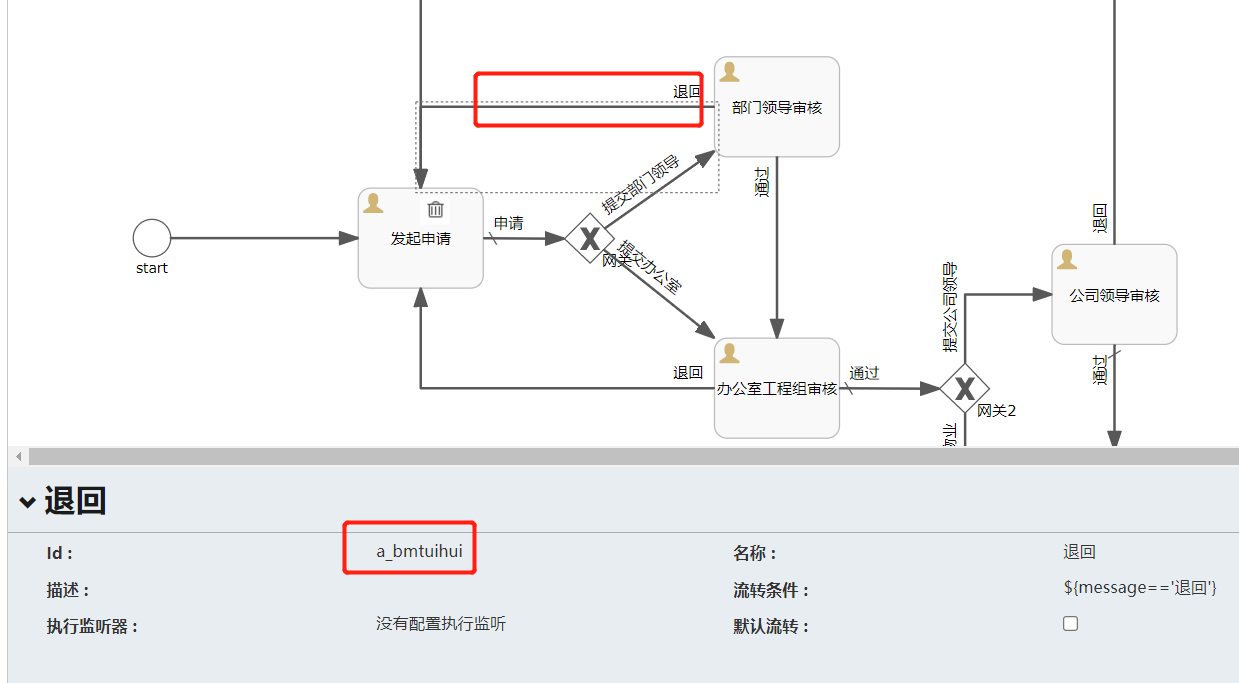 退回
部门领导审核
提交部门领导
通过
发起申请
申请
start
网关
提交办公室
退回
公司领导审核
提交公司领导
退回
办公室工程组审核
通过
通过
网关2
物业
退回
Id : a_bmtuihui 名称 : 退回
描述 : 流转条件 : ${message=='退回'}
执行监听器 : 没有配置执行监听 默认流转 :